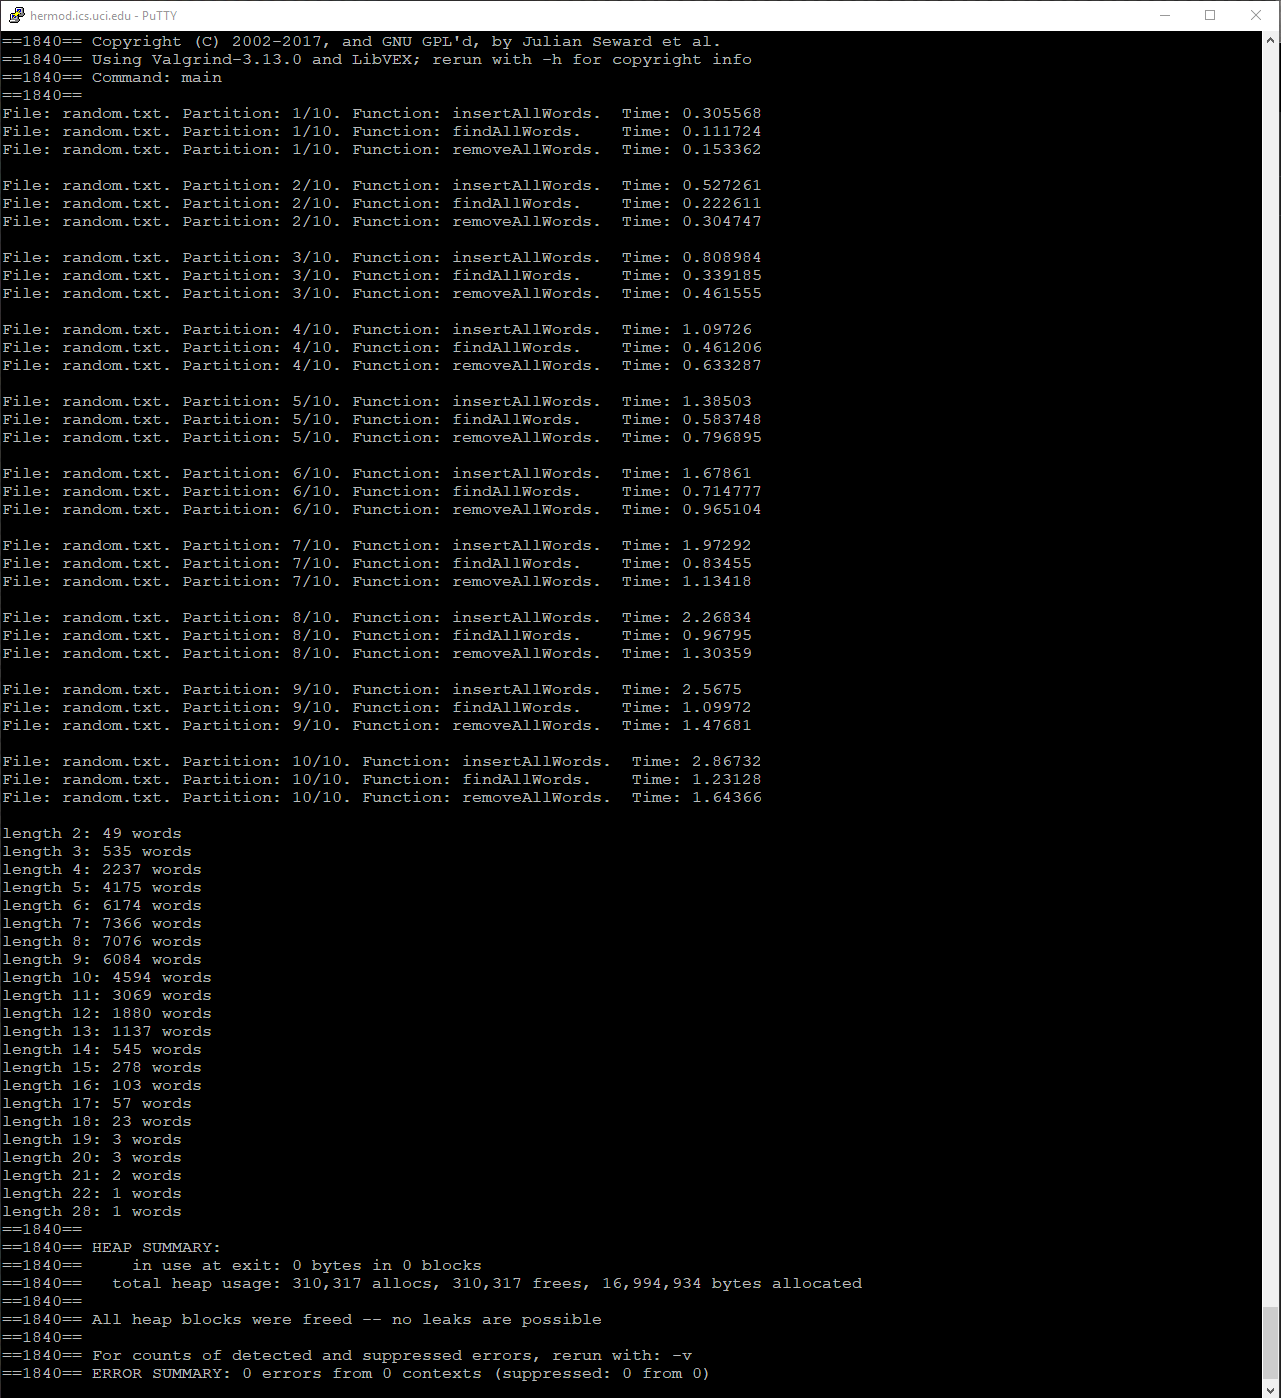 hermod.ics.uci.edu - PuTTY
==1840== Copyright (C) 2002-2017, and GNU GPL'd, by Julian Seward et al.
==1840== Using Valgrind-3.13.0 and LibVEX; rerun with -h for copyright info
==1840== Command: main
==1840==
File: random.txt. Partition: 1/10. Function: insertAllWords.  Time: 0.305568
File: random.txt. Partition: 1/10. Function: findAllWords.    Time: 0.111724
File: random.txt. Partition: 1/10. Function: removeAllWords.  Time: 0.153362
File: random.txt. Partition: 2/10. Function: insertAllWords.  Time: 0.527261
File: random.txt. Partition: 2/10. Function: findAllWords.    Time: 0.222611
File: random.txt. Partition: 2/10. Function: removeAllWords.  Time: 0.304747
File: random.txt. Partition: 3/10. Function: insertAllWords.  Time: 0.808984
File: random.txt. Partition: 3/10. Function: findAllWords.    Time: 0.339185
File: random.txt. Partition: 3/10. Function: removeAllWords.  Time: 0.461555
File: random.txt. Partition: 4/10. Function: insertAllWords.  Time: 1.09726
File: random.txt. Partition: 4/10. Function: findAllWords.    Time: 0.461206
File: random.txt. Partition: 4/10. Function: removeAllWords.  Time: 0.633287
File: random.txt. Partition: 5/10. Function: insertAllWords.  Time: 1.38503
File: random.txt. Partition: 5/10. Function: findAllWords.    Time: 0.583748
File: random.txt. Partition: 5/10. Function: removeAllWords.  Time: 0.796895
File: random.txt. Partition: 6/10. Function: insertAllWords.  Time: 1.67861
File: random.txt. Partition: 6/10. Function: findAllWords.    Time: 0.714777
File: random.txt. Partition: 6/10. Function: removeAllWords.  Time: 0.965104
File: random.txt. Partition: 7/10. Function: insertAllWords.  Time: 1.97292
File: random.txt. Partition: 7/10. Function: findAllWords.    Time: 0.83455
File: random.txt. Partition: 7/10. Function: removeAllWords.  Time: 1.13418
File: random.txt. Partition: 8/10. Function: insertAllWords.  Time: 2.26834
File: random.txt. Partition: 8/10. Function: findAllWords.    Time: 0.96795
File: random.txt. Partition: 8/10. Function: removeAllWords.  Time: 1.30359
File: random.txt. Partition: 9/10. Function: insertAllWords.  Time: 2.5675
File: random.txt. Partition: 9/10. Function: findAllWords.    Time: 1.09972
File: random.txt. Partition: 9/10. Function: removeAllWords.  Time: 1.47681
File: random.txt. Partition: 10/10. Function: insertAllWords.  Time: 2.86732
File: random.txt. Partition: 10/10. Function: findAllWords.    Time: 1.23128
File: random.txt. Partition: 10/10. Function: removeAllWords.  Time: 1.64366
length 2: 49 words
length 3: 535 words
length 4: 2237 words
length 5: 4175 words
length 6: 6174 words
length 7: 7366 words
length 8: 7076 words
length 9: 6084 words
length 10: 4594 words
length 11: 3069 words
length 12: 1880 words
length 13: 1137 words
length 14: 545 words
length 15: 278 words
length 16: 103 words
length 17: 57 words
length 18: 23 words
length 19: 3 words
length 20: 3 words
length 21: 2 words
length 22: 1 words
length 28: 1 words
==1840==
==1840== HEAP SUMMARY:
==1840==     in use at exit: 0 bytes in 0 blocks
==1840==   total heap usage: 310,317 allocs, 310,317 frees, 16,994,934 bytes allocated
==1840==
==1840== All heap blocks were freed -- no leaks are possible
==1840==
==1840== For counts of detected and suppressed errors, rerun with: -v
==1840== ERROR SUMMARY: 0 errors from 0 contexts (suppressed: 0 from 0)